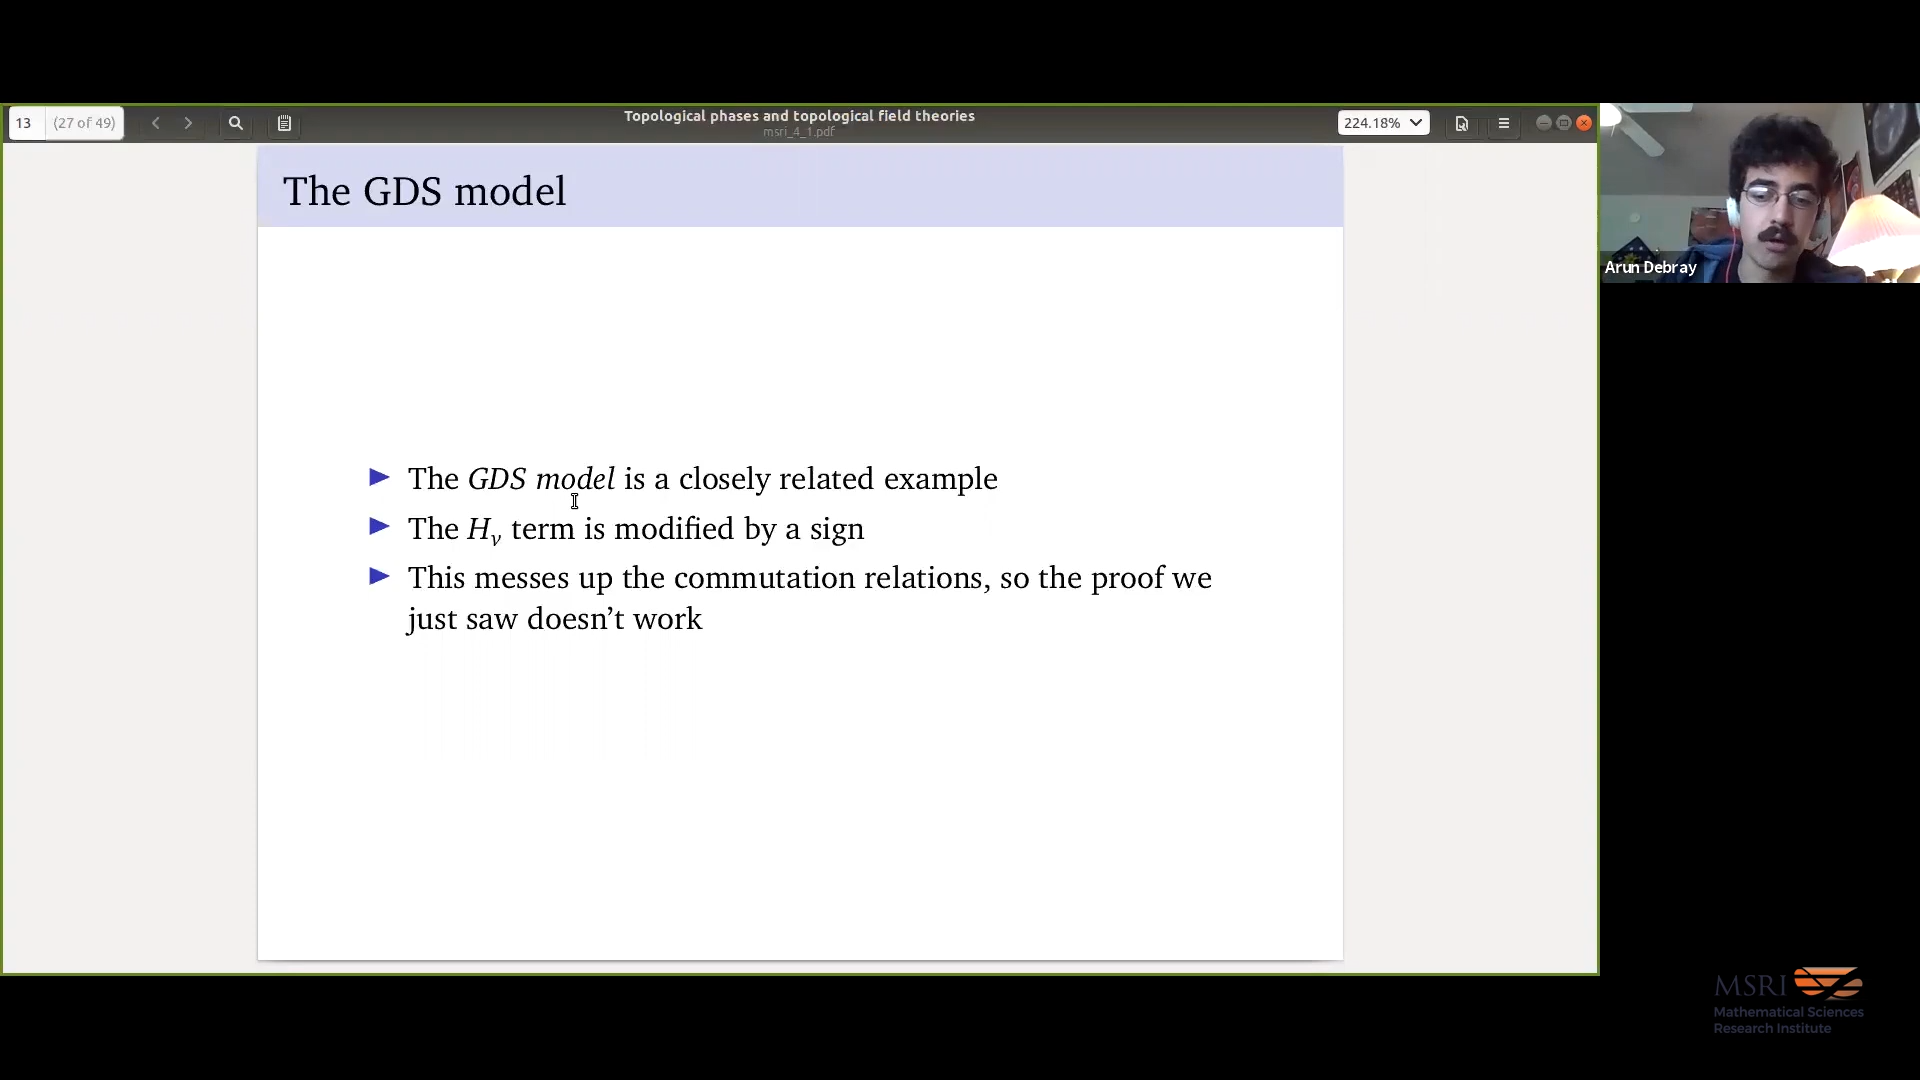 13 (27 of 49)
Topological phases and topological field theories
msri_4_1.pdf
224.18%
The GDS model
Arun Debray
The GDS model is a closely related example
The Hv term is modified by a sign
This messes up the commutation relations, so the proof we
just saw doesn’t work
MSRI
Mathematical Sciences
Research Institute